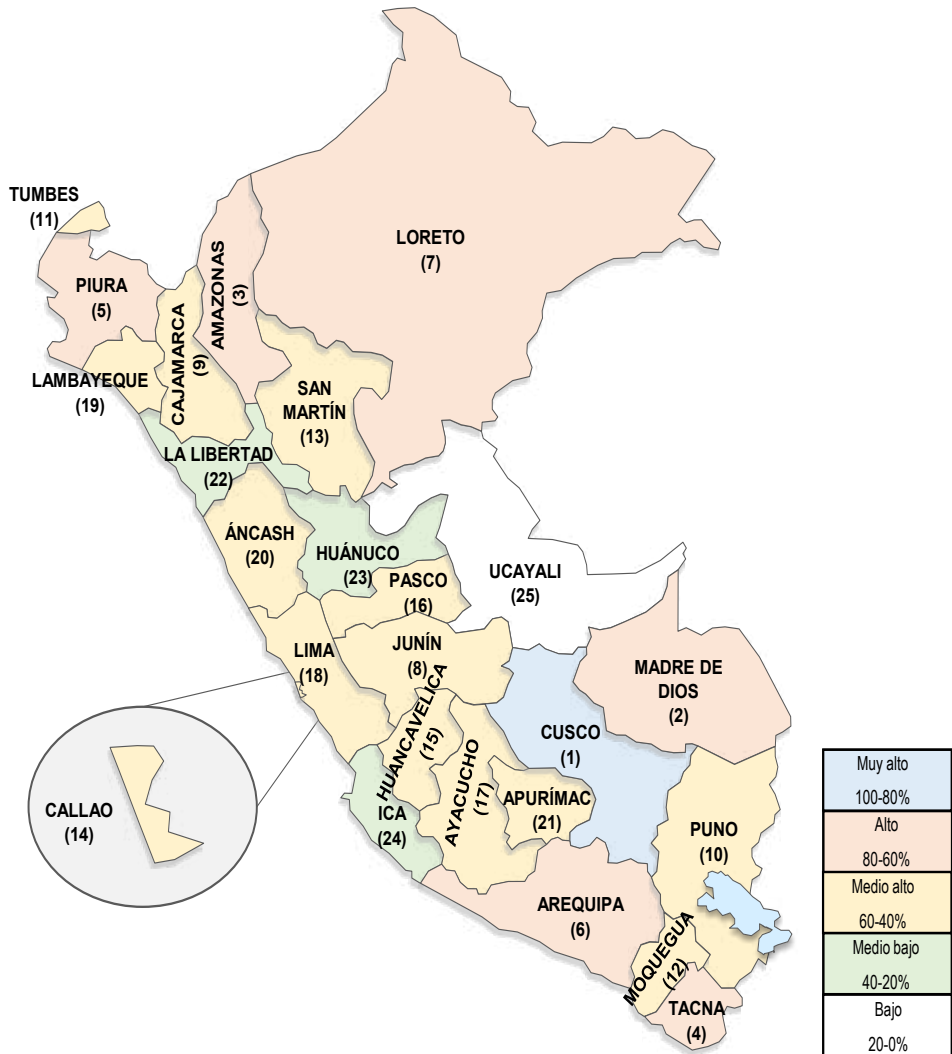 TUMBES
(11)
LORETO
(7)
AMAZONAS
(3)
PIURA
(5)
CAJAMARCA
(9)
LAMBAYEQUE
(19)
SAN
MARTÍN
(13)
LA LIBERTAD
(22)
ÁNCASH
(20)
HUÁNUCO
(23)
PASCO
(16)
UCAYALI
(25)
LIMA
(18)
JUNÍN
(8)
MADRE DE
DIOS
(2)
HUANCAVELICA
(15)
CUSCO
(1)
AYACUCHO
(17)
APURÍMAC
(21)
CALLAO
(14)
ICA
(24)
PUNO
(10)
AREQUIPA
(6)
MOQUEGUA
(12)
TACNA
(4)
Muy alto
100-80%
Alto
80-60%
Medio alto
60-40%
Medio bajo
40-20%
Bajo
20-0%